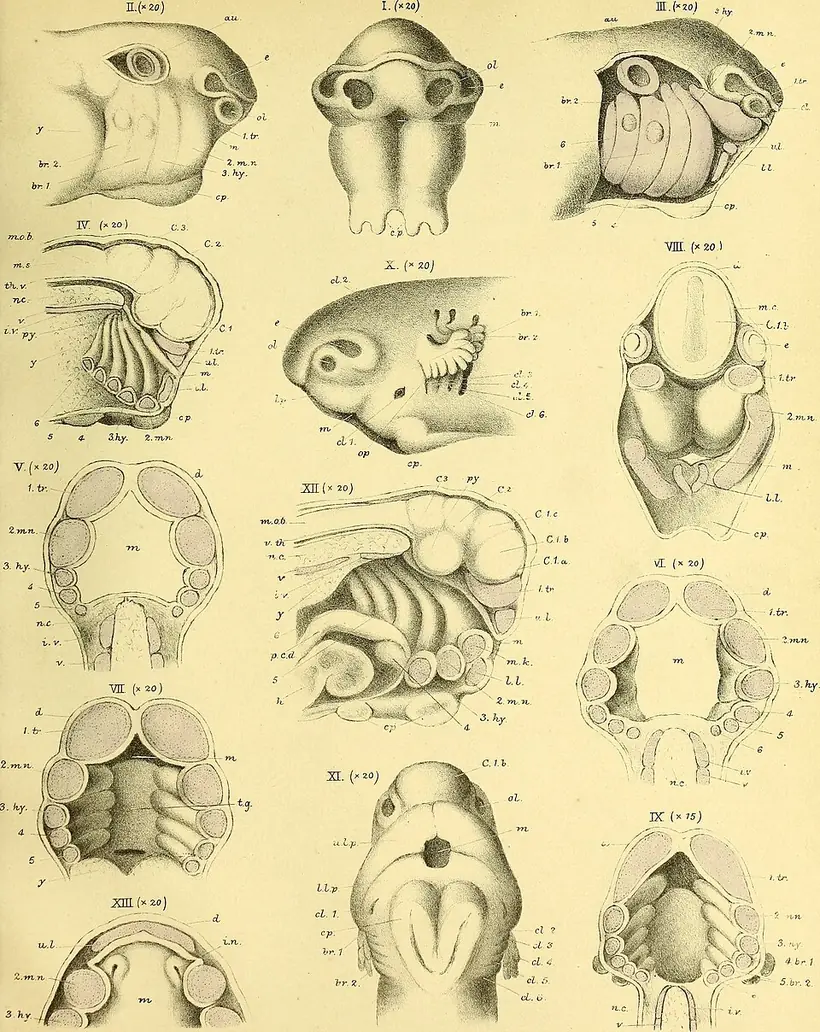 II. (×20)
au.
e
ol
1.tr.
m
2.m.n
3.hy.
cp.
y
br.2.
br.1.
I. (×20)
ol
e
m
c.p
III. (×20)
3 hy.
au
2.m.n.
e
1.tr.
ol.
u.l
l.l.
cp.
br.2
6
br.1
5
IV. (×20)
C.3.
C.2.
C.1
1.tr.
u.l.
m
cp
m.o.b.
m.s
th.v.
n.c.
v.
i.v. py.
y
6
5
4
3.hy.
2.mn
X. (×20)
cl.2.
e
ol
l.p
m
cl 1.
op
cp.
br.1.
br.2
cl.3
cl.4
cl.5.
cl.6.
VIII. (×20)
m.c
C.1.b
e
1.tr
2.mn.
m
l.l.
cp.
V. (×20)
1.tr.
d
2.mn.
m
3.hy
4
5
n.c.
i.v.
v.
XII (×20)
C3
py
C.2
C.1.c
C.1.b
C.1.a.
1.tr
u.l.
m
m.k.
l.l.
2.mn
3.hy.
4
cp
m.o.b.
v.th
n.c.
v
i.v.
y
6
p.c.d
5
h
VI. (×20)
d
1.tr.
2.mn
m
3.hy.
4
5
6
i.v
v
n.c.
VII (×20)
d
1.tr.
m
2.mn.
3.hy.
t.g.
4
5
y
XI. (×20)
C.1.b.
ol.
m
u.l.p.
l.l.p.
cl. 1.
cp.
br.1
br.2.
cl.2
cl.3
cl.4
cl.5.
cl.6.
IX (×15)
1.tr.
2.mn
3.hy
4.br.1
5.br.2
n.c.
i.v.
v
XIII (×20)
d
u.l
i.n.
2.mn
m
3.hy